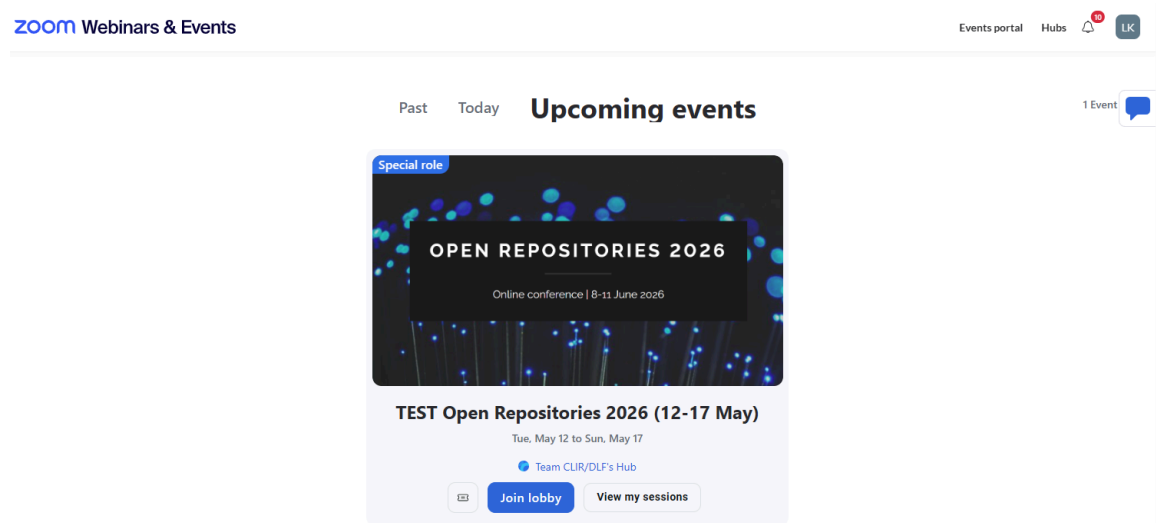 zoom Webinars & Events
Events portal Hubs 10 LK
Past Today Upcoming events 1 Event
Special role
OPEN REPOSITORIES 2026
Online conference | 8-11 June 2026
TEST Open Repositories 2026 (12-17 May)
Tue, May 12 to Sun, May 17
Team CLIR/DLF's Hub
Join lobby View my sessions